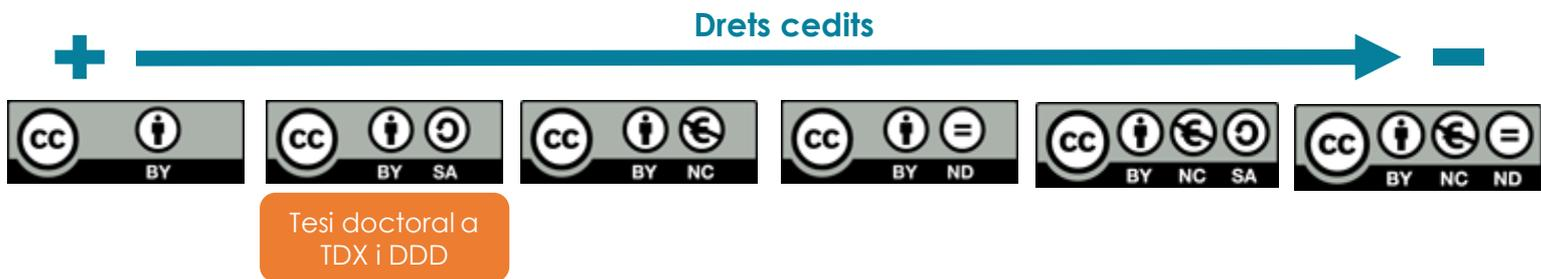 Drets cedits
+ −
cc BY
cc BY SA
cc BY NC
cc BY ND
cc BY NC SA
cc BY NC ND
Tesi doctoral a
TDX i DDD